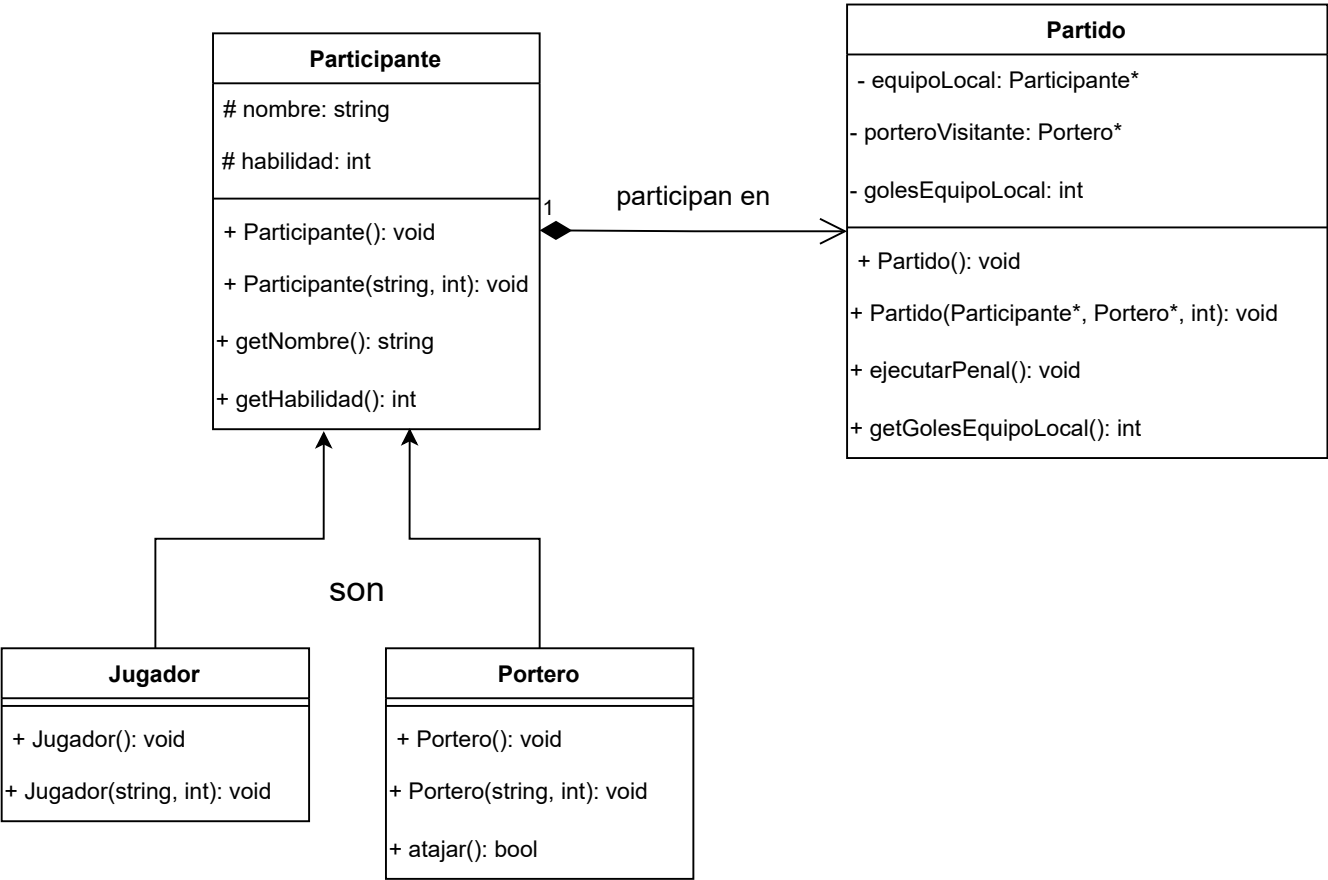 Participante
# nombre: string
# habilidad: int
+ Participante(): void
+ Participante(string, int): void
+ getNombre(): string
+ getHabilidad(): int
1
participan en
Partido
- equipoLocal: Participante*
- porteroVisitante: Portero*
- golesEquipoLocal: int
+ Partido(): void
+ Partido(Participante*, Portero*, int): void
+ ejecutarPenal(): void
+ getGolesEquipoLocal(): int
son
Jugador
+ Jugador(): void
+ Jugador(string, int): void
Portero
+ Portero(): void
+ Portero(string, int): void
+ atajar(): bool